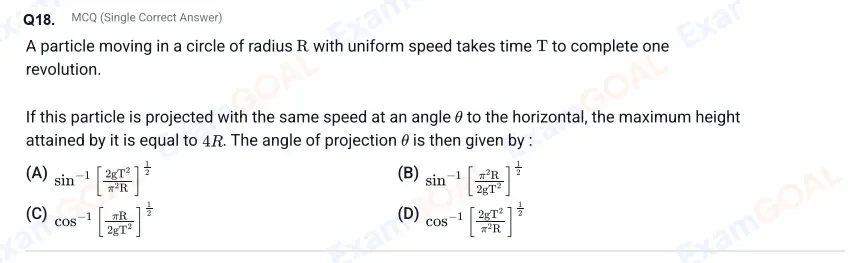 Q18. MCQ (Single Correct Answer)
A particle moving in a circle of radius R with uniform speed takes time T to complete one
revolution.
If this particle is projected with the same speed at an angle θ to the horizontal, the maximum height
attained by it is equal to 4R. The angle of projection θ is then given by :
(A) sin⁻¹ [2gT²/π²R]^(1/2) (B) sin⁻¹ [π²R/2gT²]^(1/2)
(C) cos⁻¹ [πR/2gT²]^(1/2) (D) cos⁻¹ [2gT²/π²R]^(1/2)